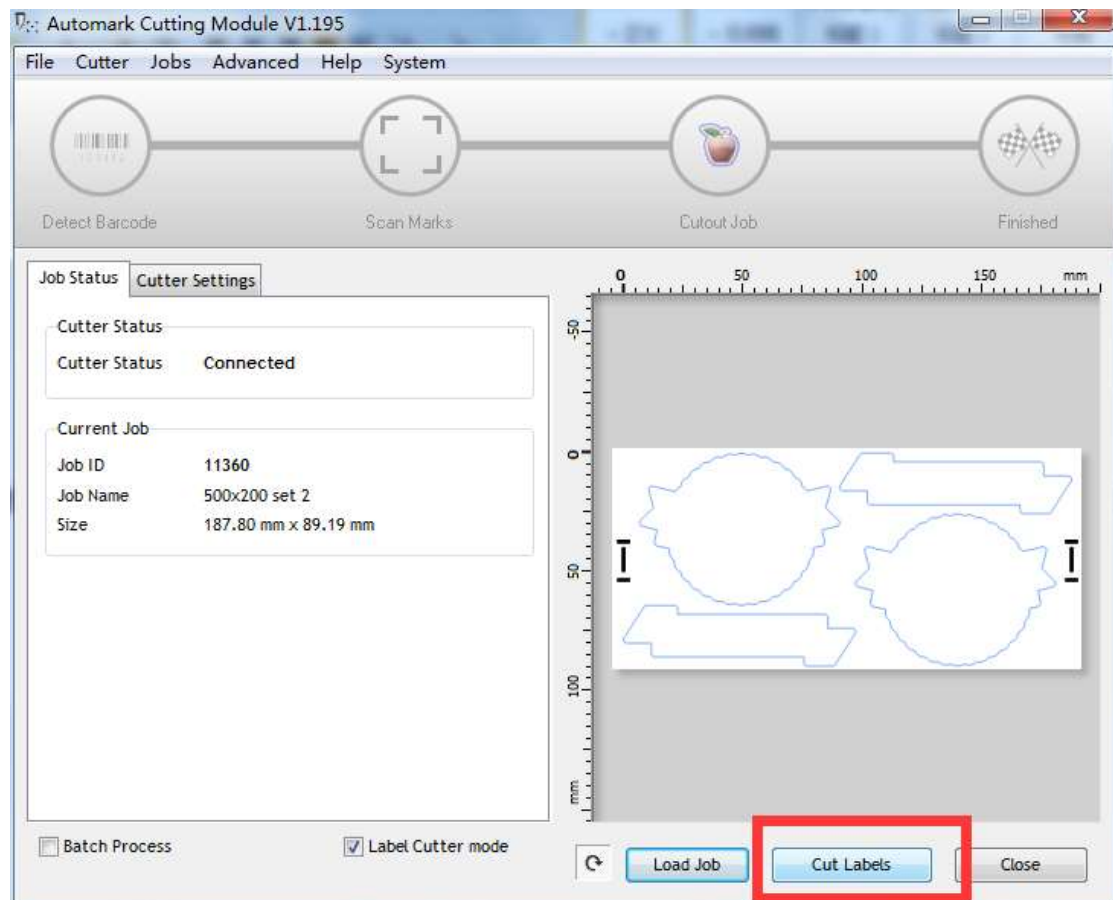 Automark Cutting Module V1.195
File Cutter Jobs Advanced Help System
Detect Barcode Scan Marks Cutout Job Finished
Job Status Cutter Settings
Cutter Status
Cutter Status Connected
Current Job
Job ID 11360
Job Name 500x200 set 2
Size 187.80 mm x 89.19 mm
0 50 100 150 mm
-50
0
50
100
mm
Batch Process Label Cutter mode
Load Job Cut Labels Close